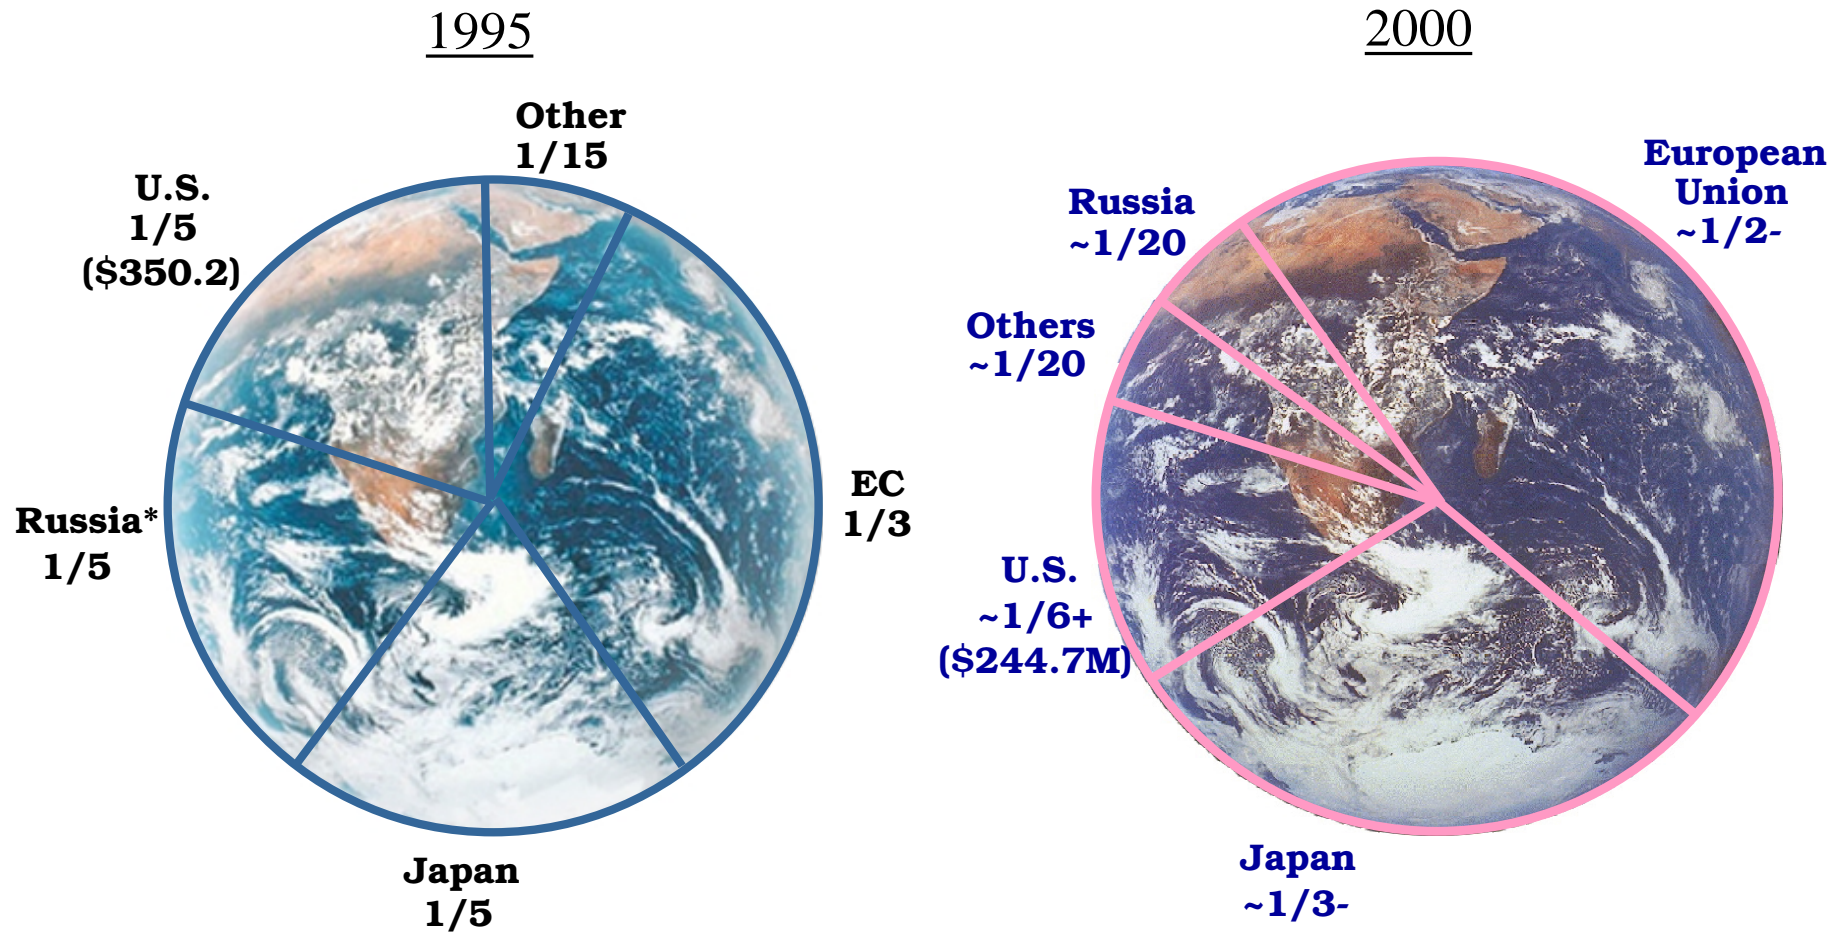 1995
Other
1/15
U.S.
1/5
($350.2)
EC
1/3
Russia*
1/5
Japan
1/5
2000
European
Union
~1/2-
Russia
~1/20
Others
~1/20
U.S.
~1/6+
($244.7M)
Japan
~1/3-